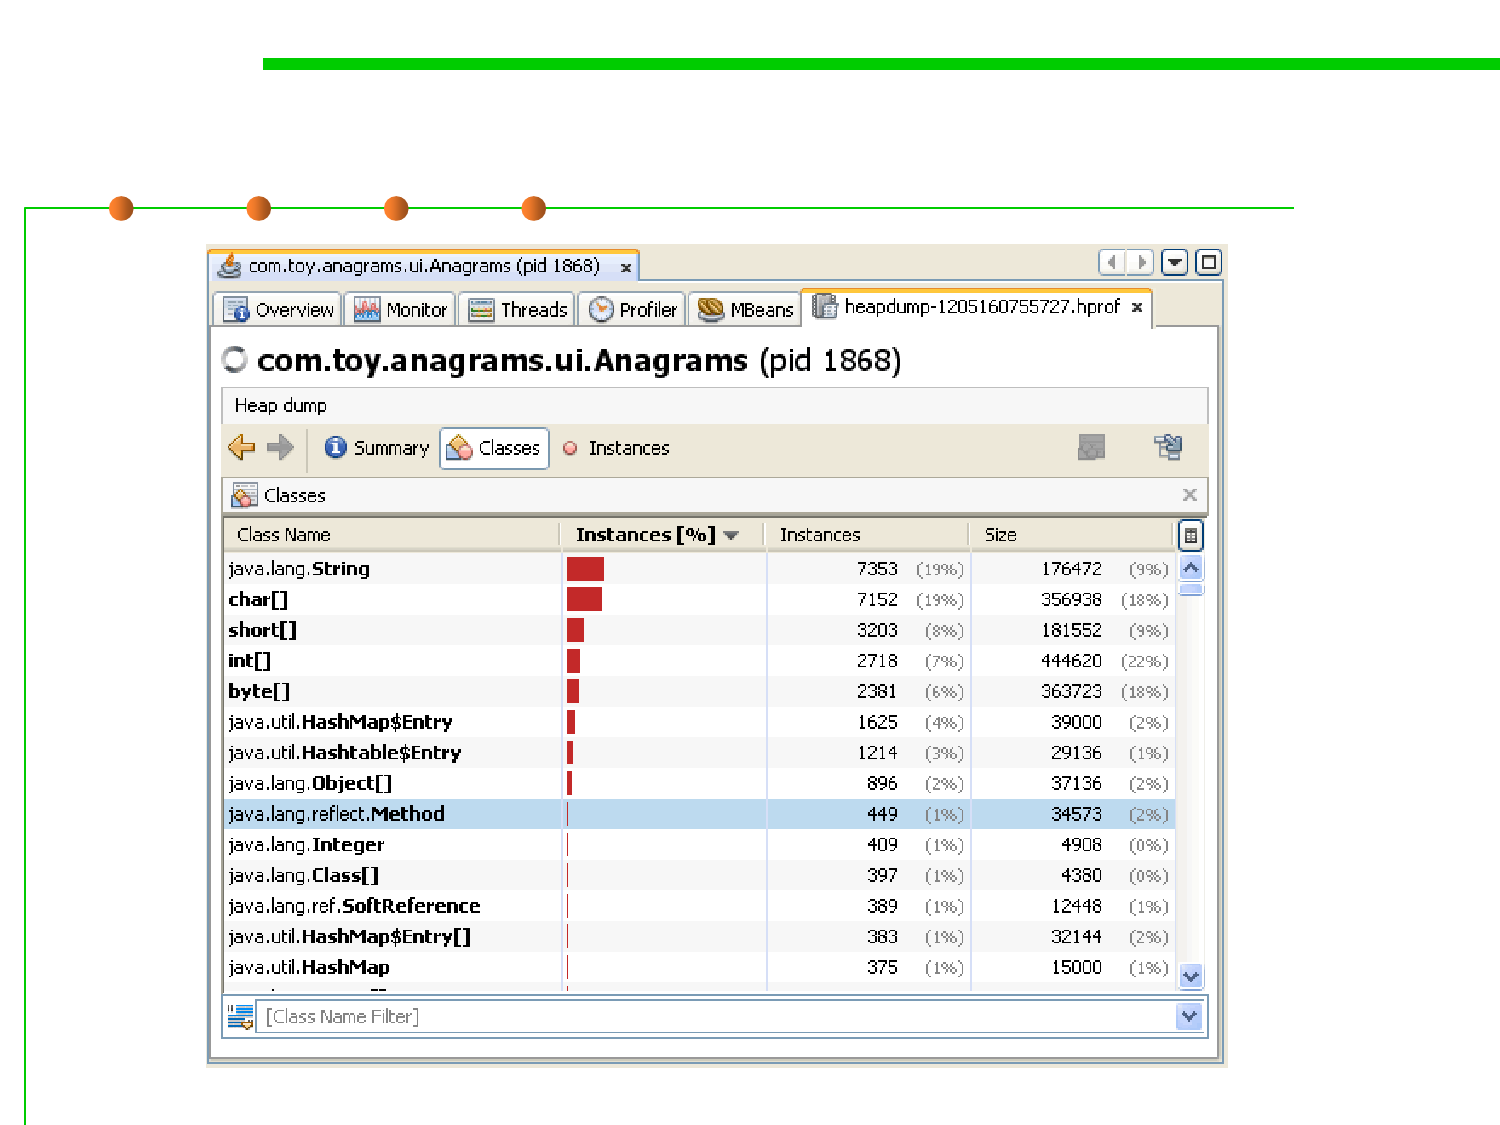 com.toy.anagrams.ui.Anagrams (pid 1868)
Overview Monitor Threads Profiler MBeans heapdump-1205160755727.hprof
com.toy.anagrams.ui.Anagrams (pid 1868)
Heap dump
Summary Classes Instances
Classes
Class Name Instances [%] Instances Size
java.lang.String 7353 (19%) 176472 (9%)
char[] 7152 (19%) 356938 (18%)
short[] 3203 (8%) 181552 (9%)
int[] 2718 (7%) 444620 (22%)
byte[] 2381 (6%) 363723 (18%)
java.util.HashMap$Entry 1625 (4%) 39000 (2%)
java.util.Hashtable$Entry 1214 (3%) 29136 (1%)
java.lang.Object[] 896 (2%) 37136 (2%)
java.lang.reflect.Method 449 (1%) 34573 (2%)
java.lang.Integer 409 (1%) 4908 (0%)
java.lang.Class[] 397 (1%) 4380 (0%)
java.lang.ref.SoftReference 389 (1%) 12448 (1%)
java.util.HashMap$Entry[] 383 (1%) 32144 (2%)
java.util.HashMap 375 (1%) 15000 (1%)
[Class Name Filter]